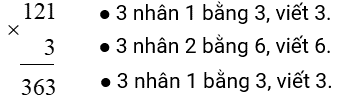 121
×
3
363
● 3 nhân 1 bằng 3, viết 3.
● 3 nhân 2 bằng 6, viết 6.
● 3 nhân 1 bằng 3, viết 3.